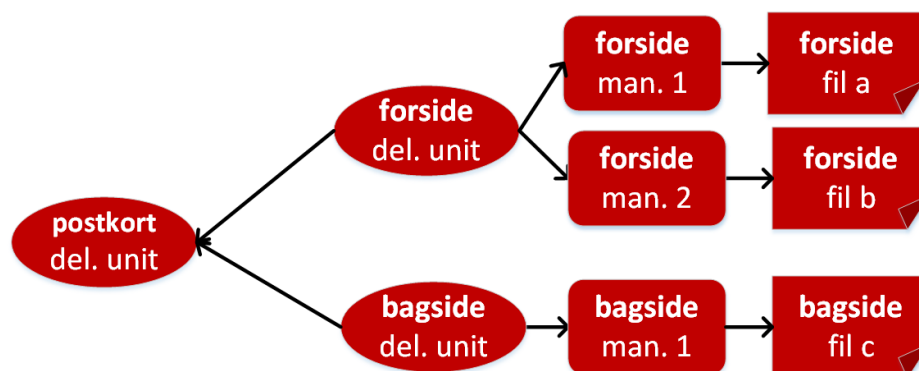 forside
man. 1
forside
fil a
forside
del. unit
forside
man. 2
forside
fil b
postkort
del. unit
bagside
del. unit
bagside
man. 1
bagside
fil c